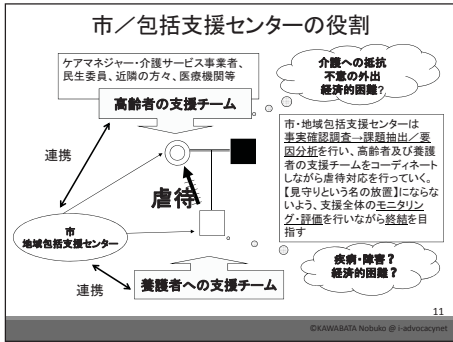 市／包括支援センターの役割
ケアマネジャー・介護サービス事業者、
民生委員、近隣の方々、医療機関等
高齢者の支援チーム
介護への抵抗
不意の外出
経済的困難?
連携
虐待
市
地域包括支援センター
連携
養護者への支援チーム
市・地域包括支援センターは
事実確認調査→課題抽出／要
因分析を行い、高齢者及び養護
者の支援チームをコーディネート
しながら虐待対応を行っていく。
【見守りという名の放置】にならな
いよう、支援全体のモニタリン
グ・評価を行いながら終結を目
指す
疾病・障害?
経済的困難?
11
©KAWABATA Nobuko @ i-advocacynet